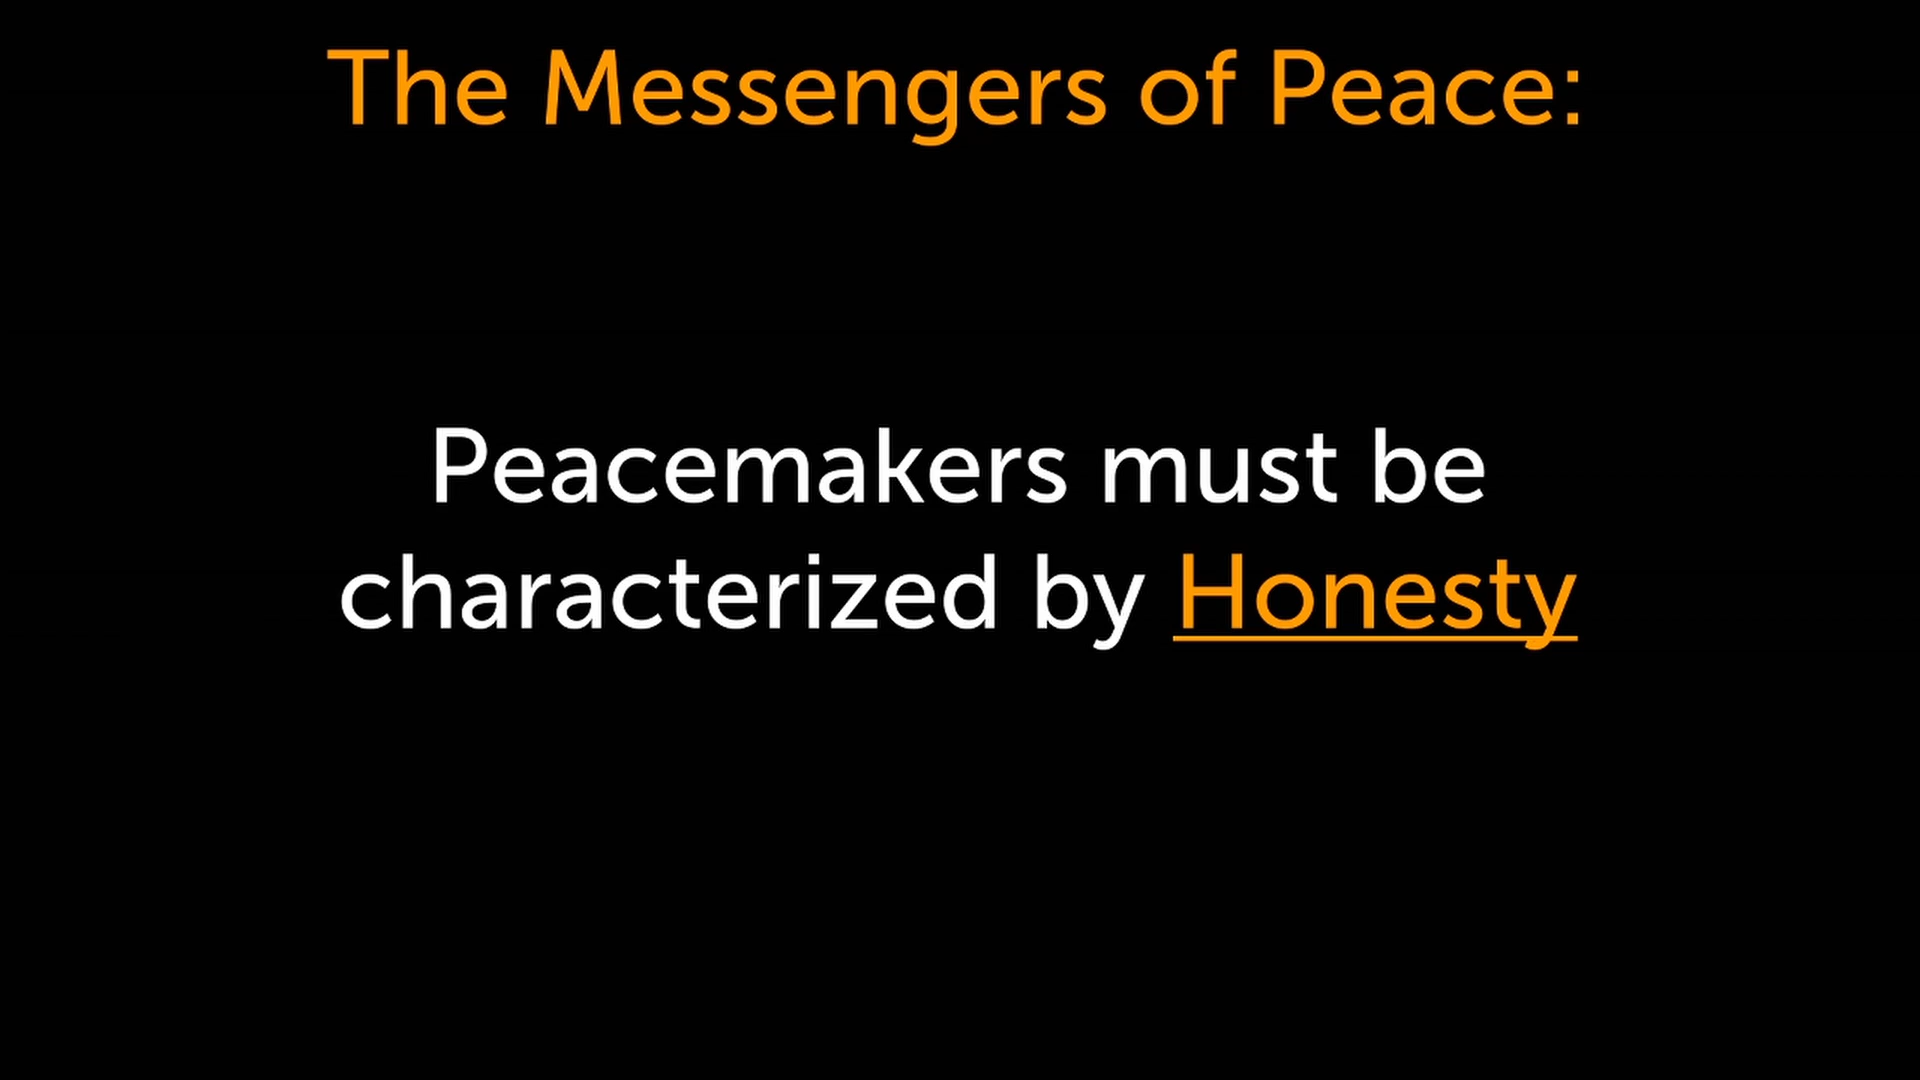 The Messengers of Peace:
Peacemakers must be
characterized by Honesty